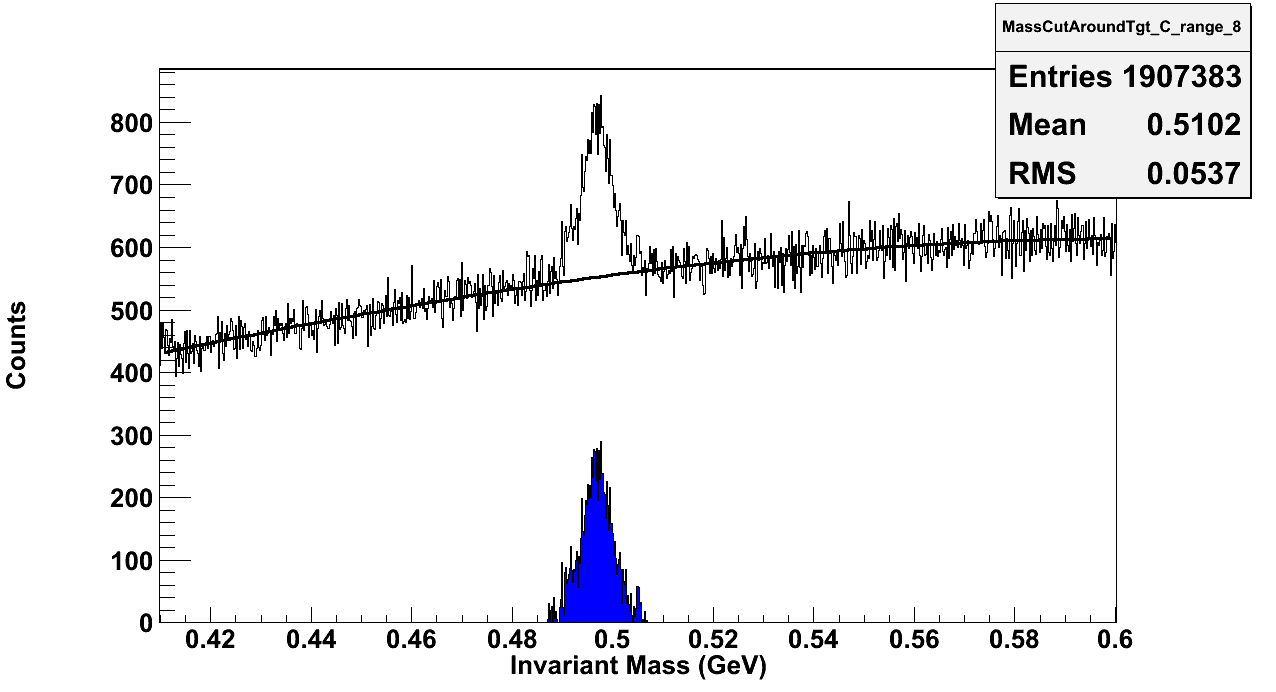 MassCutAroundTgt_C_range_8
Entries 1907383
Mean 0.5102
RMS 0.0537
Counts
800
700
600
500
400
300
200
100
0
0.42 0.44 0.46 0.48 0.5 0.52 0.54 0.56 0.58 0.6
Invariant Mass (GeV)